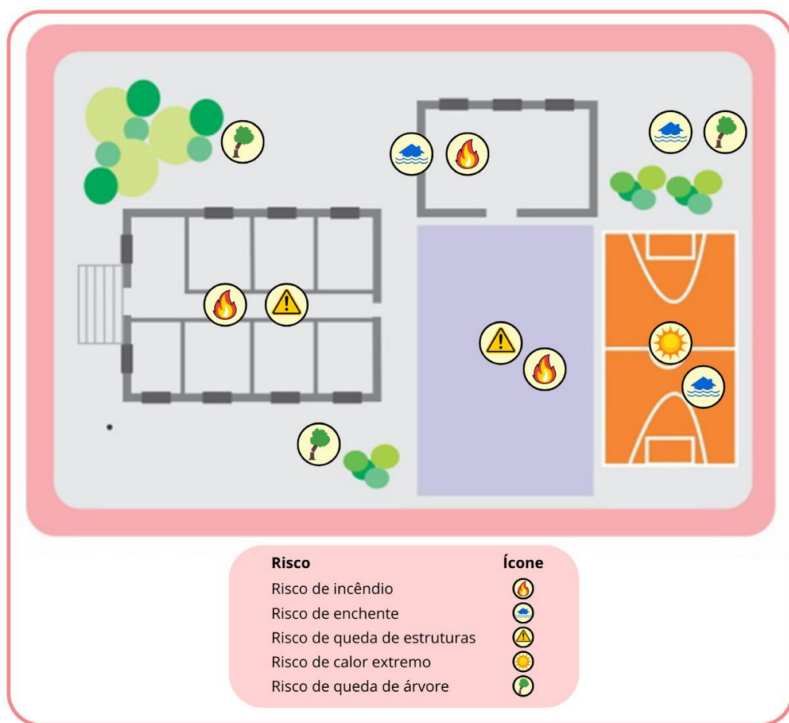 Risco Ícone
Risco de incêndio
Risco de enchente
Risco de queda de estruturas
Risco de calor extremo
Risco de queda de árvore